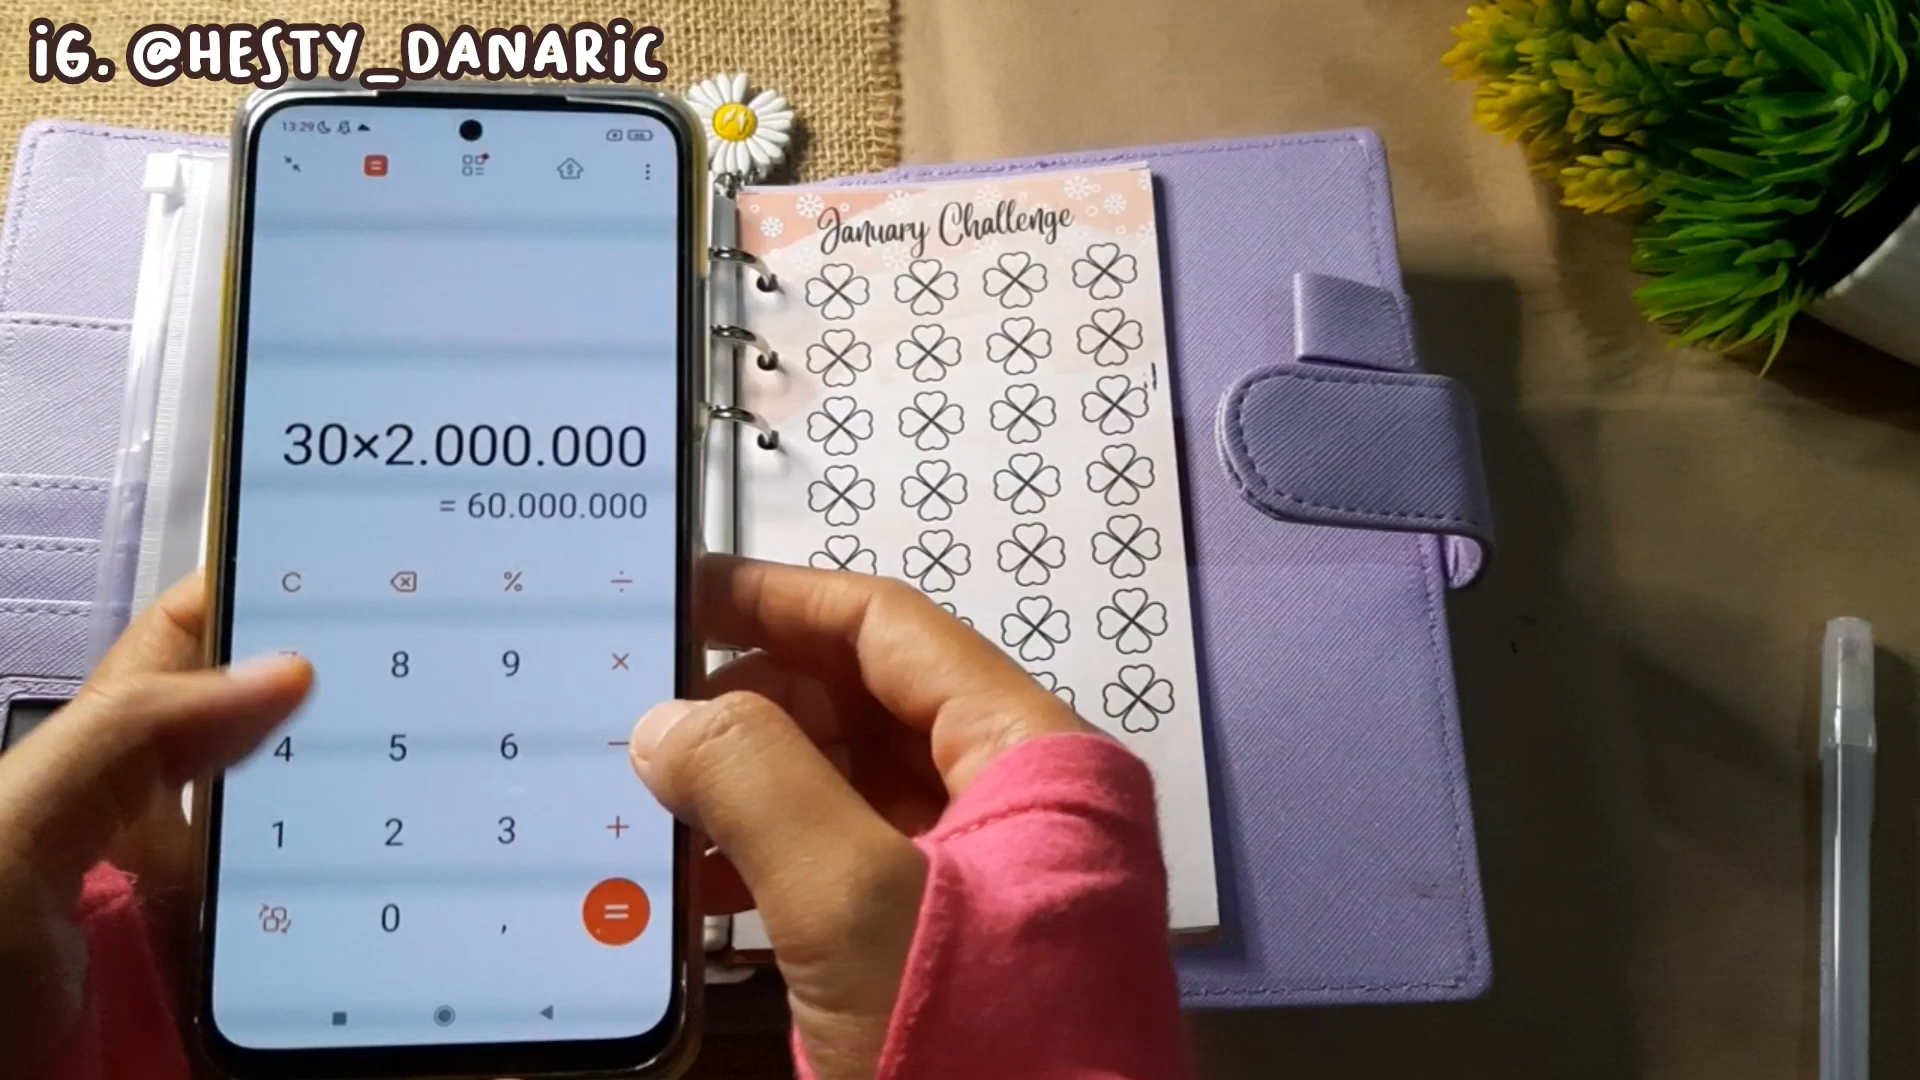 iG. @HESTY_DANARiC
13:29
January Challenge
30×2.000.000
= 60.000.000
C % ÷
8 9 ×
4 5 6 −
1 2 3 +
0 , =